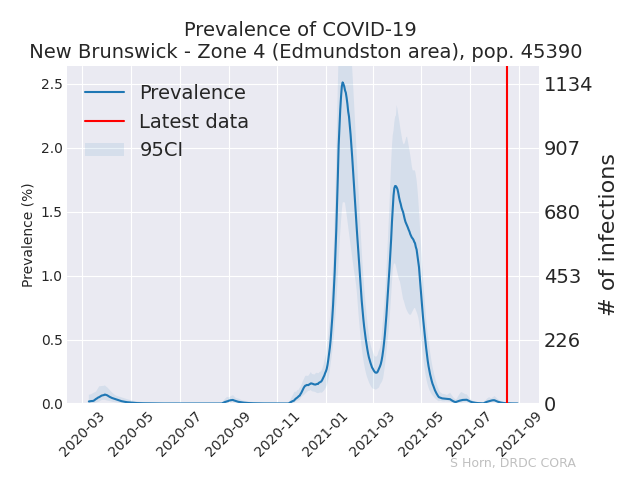 Prevalence of COVID-19
New Brunswick - Zone 4 (Edmundston area), pop. 45390
Prevalence
Latest data
95CI
Prevalence (%)
2.5
2.0
1.5
1.0
0.5
0.0
1134
907
680
453
226
0
# of infections
2020-03
2020-05
2020-07
2020-09
2020-11
2021-01
2021-03
2021-05
2021-07
2021-09
S Horn, DRDC CORA